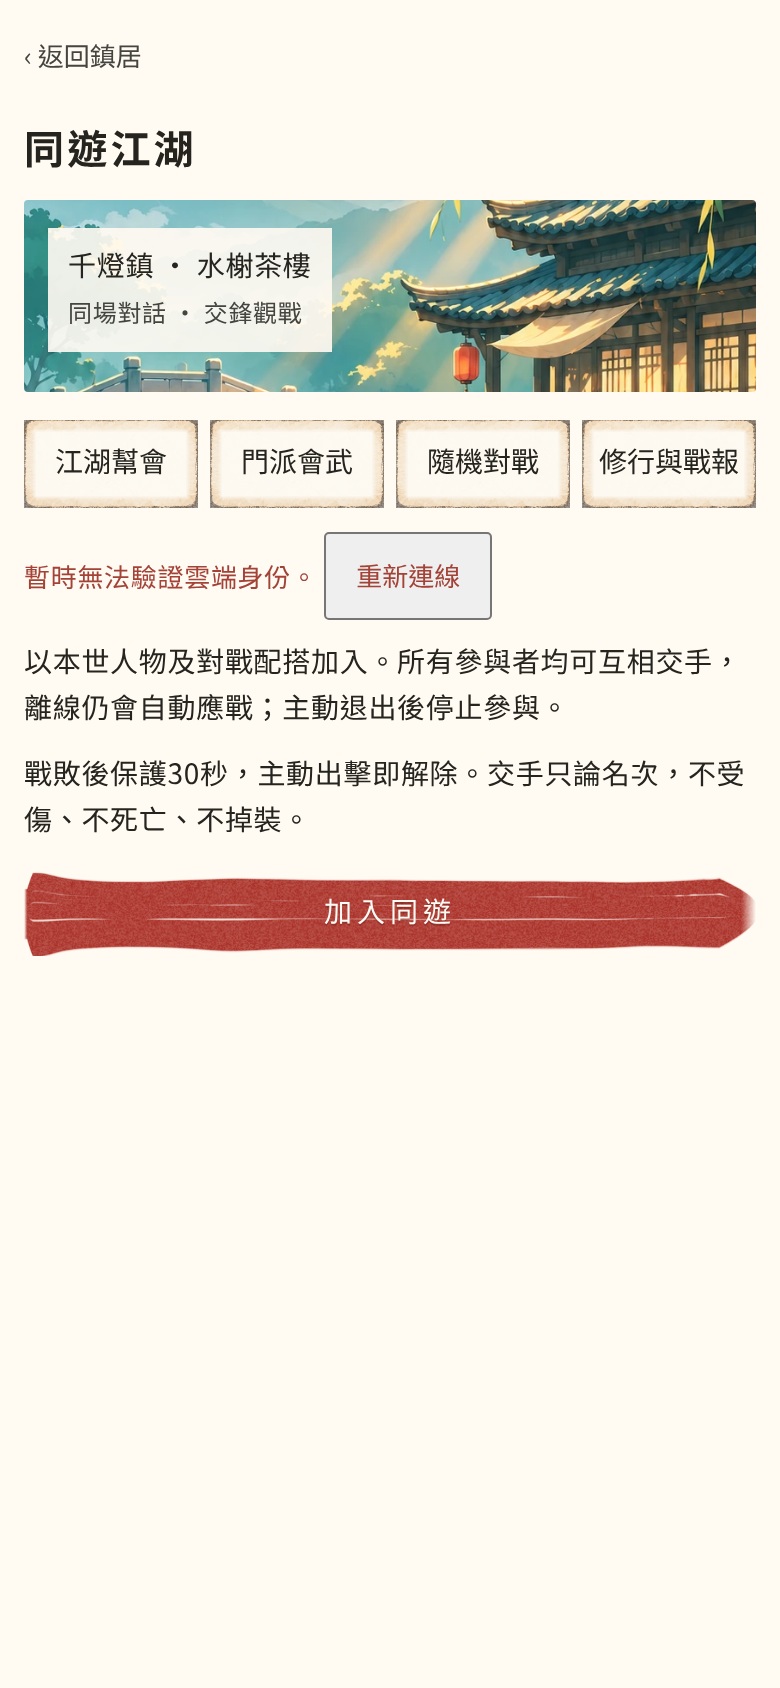 ‹ 返回鎮居
同遊江湖
千燈鎮 · 水榭茶樓
同場對話 · 交鋒觀戰
江湖幫會 門派會武 隨機對戰 修行與戰報
暫時無法驗證雲端身份。 重新連線
以本世人物及對戰配搭加入。所有參與者均可互相交手，
離線仍會自動應戰；主動退出後停止參與。
戰敗後保護30秒，主動出擊即解除。交手只論名次，不受
傷、不死亡、不掉裝。
加入同遊